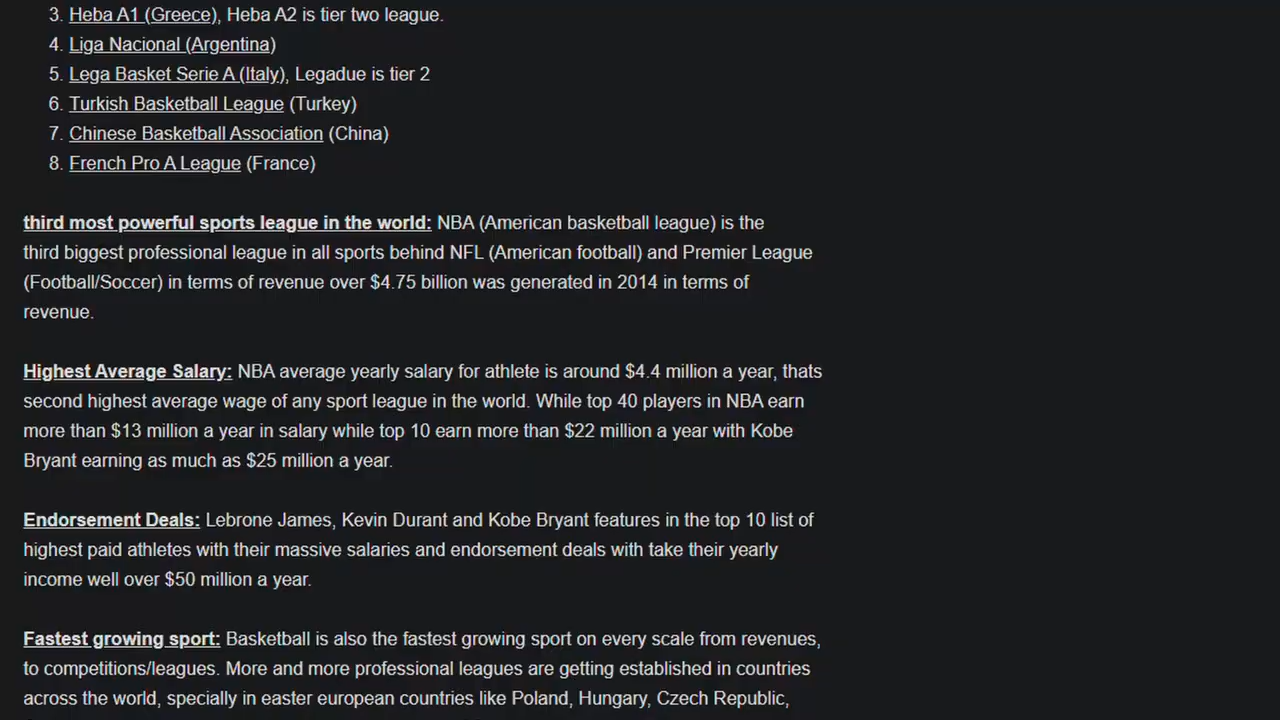 3. Heba A1 (Greece), Heba A2 is tier two league.
4. Liga Nacional (Argentina)
5. Lega Basket Serie A (Italy), Legadue is tier 2
6. Turkish Basketball League (Turkey)
7. Chinese Basketball Association (China)
8. French Pro A League (France)
third most powerful sports league in the world: NBA (American basketball league) is the
third biggest professional league in all sports behind NFL (American football) and Premier League
(Football/Soccer) in terms of revenue over $4.75 billion was generated in 2014 in terms of
revenue.
Highest Average Salary: NBA average yearly salary for athlete is around $4.4 million a year, thats
second highest average wage of any sport league in the world. While top 40 players in NBA earn
more than $13 million a year in salary while top 10 earn more than $22 million a year with Kobe
Bryant earning as much as $25 million a year.
Endorsement Deals: Lebrone James, Kevin Durant and Kobe Bryant features in the top 10 list of
highest paid athletes with their massive salaries and endorsement deals with take their yearly
income well over $50 million a year.
Fastest growing sport: Basketball is also the fastest growing sport on every scale from revenues,
to competitions/leagues. More and more professional leagues are getting established in countries
across the world, specially in easter european countries like Poland, Hungary, Czech Republic,